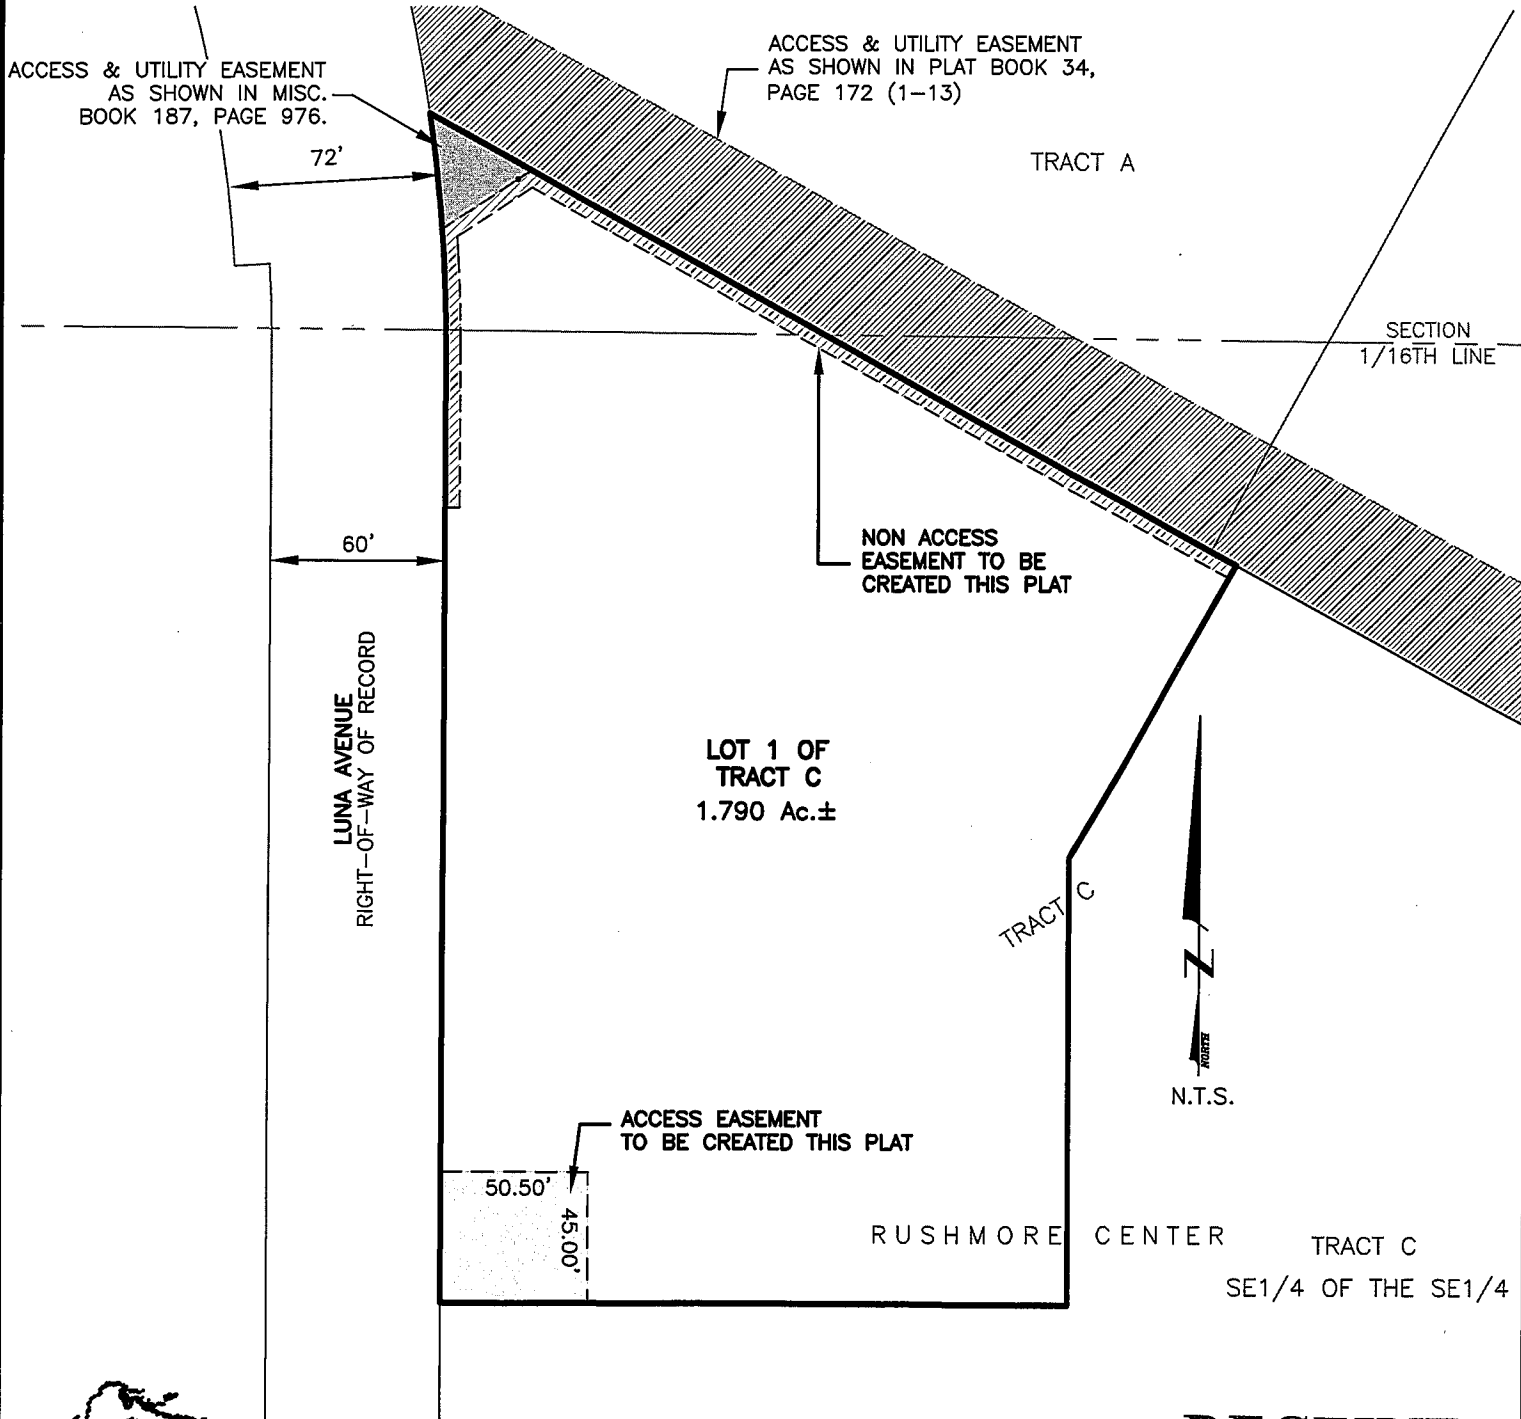 ACCESS & UTILITY EASEMENT
AS SHOWN IN PLAT BOOK 34,
PAGE 172 (1-13)
ACCESS & UTILITY EASEMENT
AS SHOWN IN MISC.
BOOK 187, PAGE 976.
72'
TRACT A
SECTION
1/16TH LINE
60'
NON ACCESS
EASEMENT TO BE
CREATED THIS PLAT
LUNA AVENUE
RIGHT-OF-WAY OF RECORD
LOT 1 OF
TRACT C
1.790 Ac.±
TRACT C
N
NORTH
N.T.S.
ACCESS EASEMENT
TO BE CREATED THIS PLAT
50.50'
45.00'
RUSHMORE CENTER
TRACT C
SE1/4 OF THE SE1/4